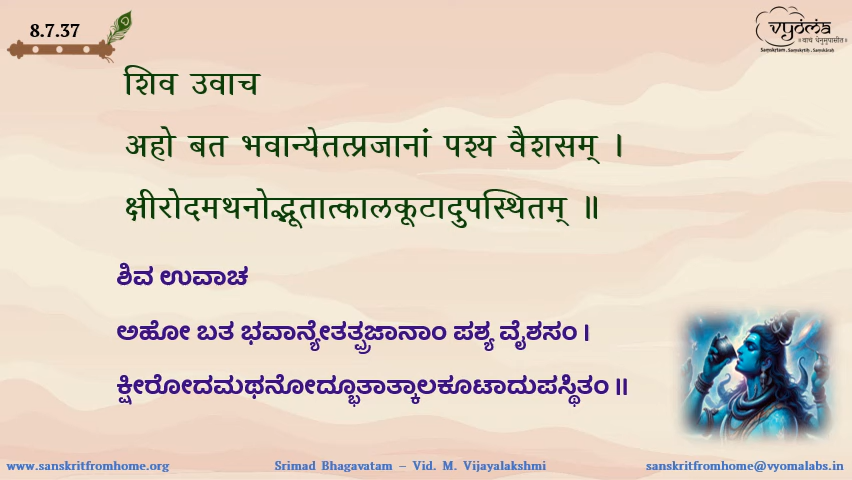 8.7.37
vyoma
॥ वाचं धेनुमुपासीत॥
Samskritam . Samskritih . Samskarah
शिव उवाच
अहो बत भवान्येतत्प्रजानां पश्य वैशसम् ।
क्षीरोदमथनोद्भूतात्कालकूटादुपस्थितम् ॥
ಶಿವ ಉವಾಚ
ಅಹೋ ಬತ ಭವಾನ್ಯೇತತ್ಪ್ರಜಾನಾಂ ಪಶ್ಯ ವೈಶಸಂ ।
ಕ್ಷೀರೋದಮಥನೋದ್ಭೂತಾತ್ಕಾಲಕೂಟಾದುಪಸ್ಥಿತಂ ॥
www.sanskritfromhome.org
Srimad Bhagavatam – Vid. M. Vijayalakshmi
sanskritfromhome@vyomalabs.in